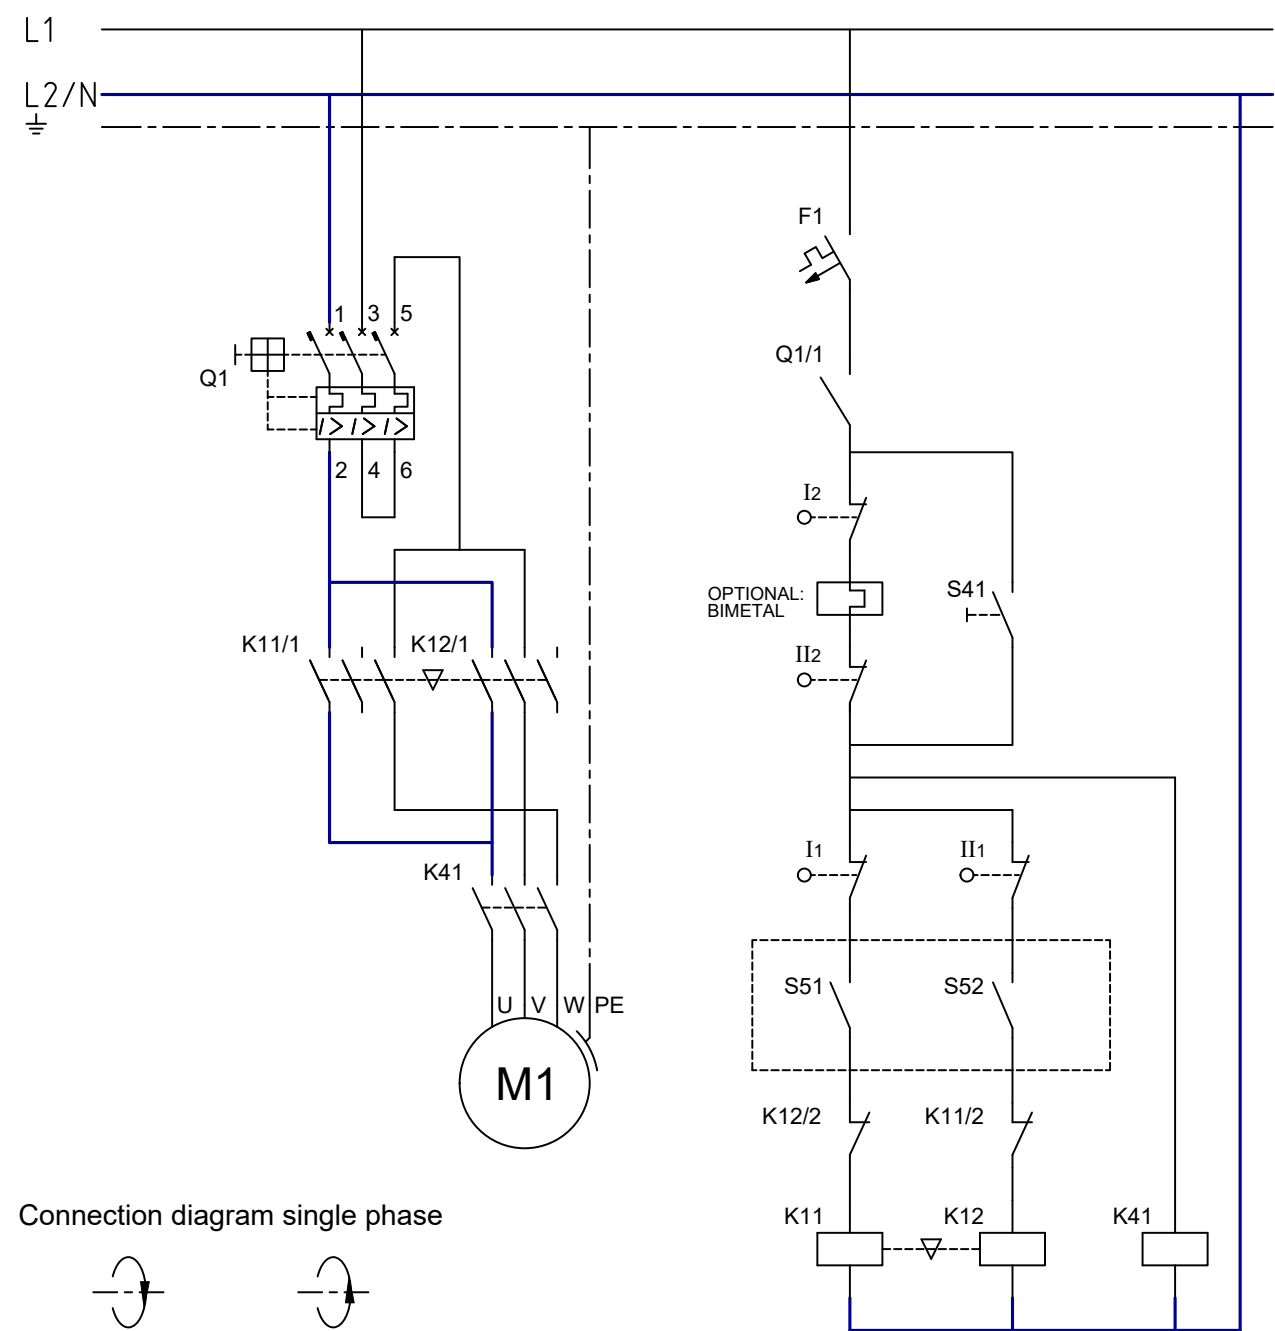 L1
L2/N
F1
1 3 5
Q1/1
Q1
I> I> I>
2 4 6
I2
OPTIONAL:
BIMETAL
S41
K11/1 K12/1
II2
I1 II1
K41
S51 S52
U V W PE
M1
K12/2 K11/2
Connection diagram single phase
K11 K12 K41